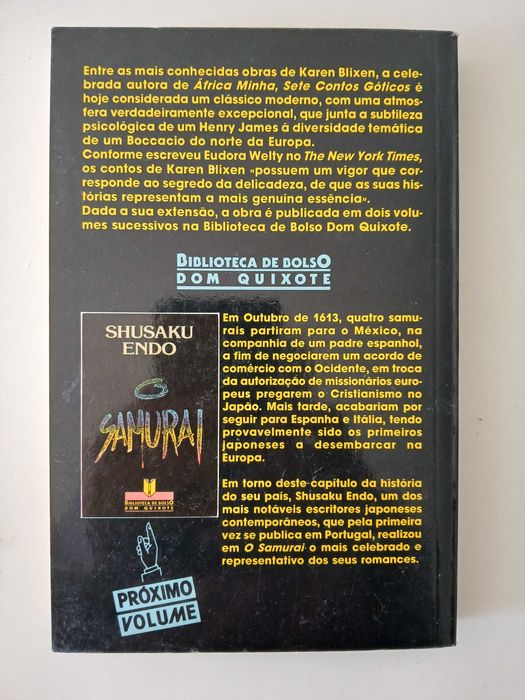 Entre as mais conhecidas obras de Karen Blixen, a cele-
brada autora de África Minha, Sete Contos Góticos é
hoje considerada um clássico moderno, com uma atmos-
fera verdadeiramente excepcional, que junta a subtileza
psicológica de um Henry James à diversidade temática
de um Boccacio do norte da Europa.
Conforme escreveu Eudora Welty no The New York Times,
os contos de Karen Blixen «possuem um vigor que cor-
responde ao segredo da delicadeza, de que as suas his-
tórias representam a mais genuína essência».
Dada a sua extensão, a obra é publicada em dois volu-
mes sucessivos na Biblioteca de Bolso Dom Quixote.
BIBLIOTECA DE BOLSO
DOM QUIXOTE
SHUSAKU
ENDO
O
SAMURAI
BIBLIOTECA DE BOLSO
DOM QUIXOTE
Em Outubro de 1613, quatro samu-
rais partiram para o México, na
companhia de um padre espanhol,
a fim de negociarem um acordo de
comércio com o Ocidente, em troca
da autorização de missionários euro-
peus pregarem o Cristianismo no
Japão. Mais tarde, acabariam por
seguir para Espanha e Itália, tendo
provavelmente sido os primeiros
japoneses a desembarcar na
Europa.
Em torno deste capítulo da história
do seu país, Shusaku Endo, um dos
mais notáveis escritores japoneses
contemporâneos, que pela primeira
vez se publica em Portugal, realizou
em O Samurai o mais celebrado e
representativo dos seus romances.
PRÓXIMO
VOLUME